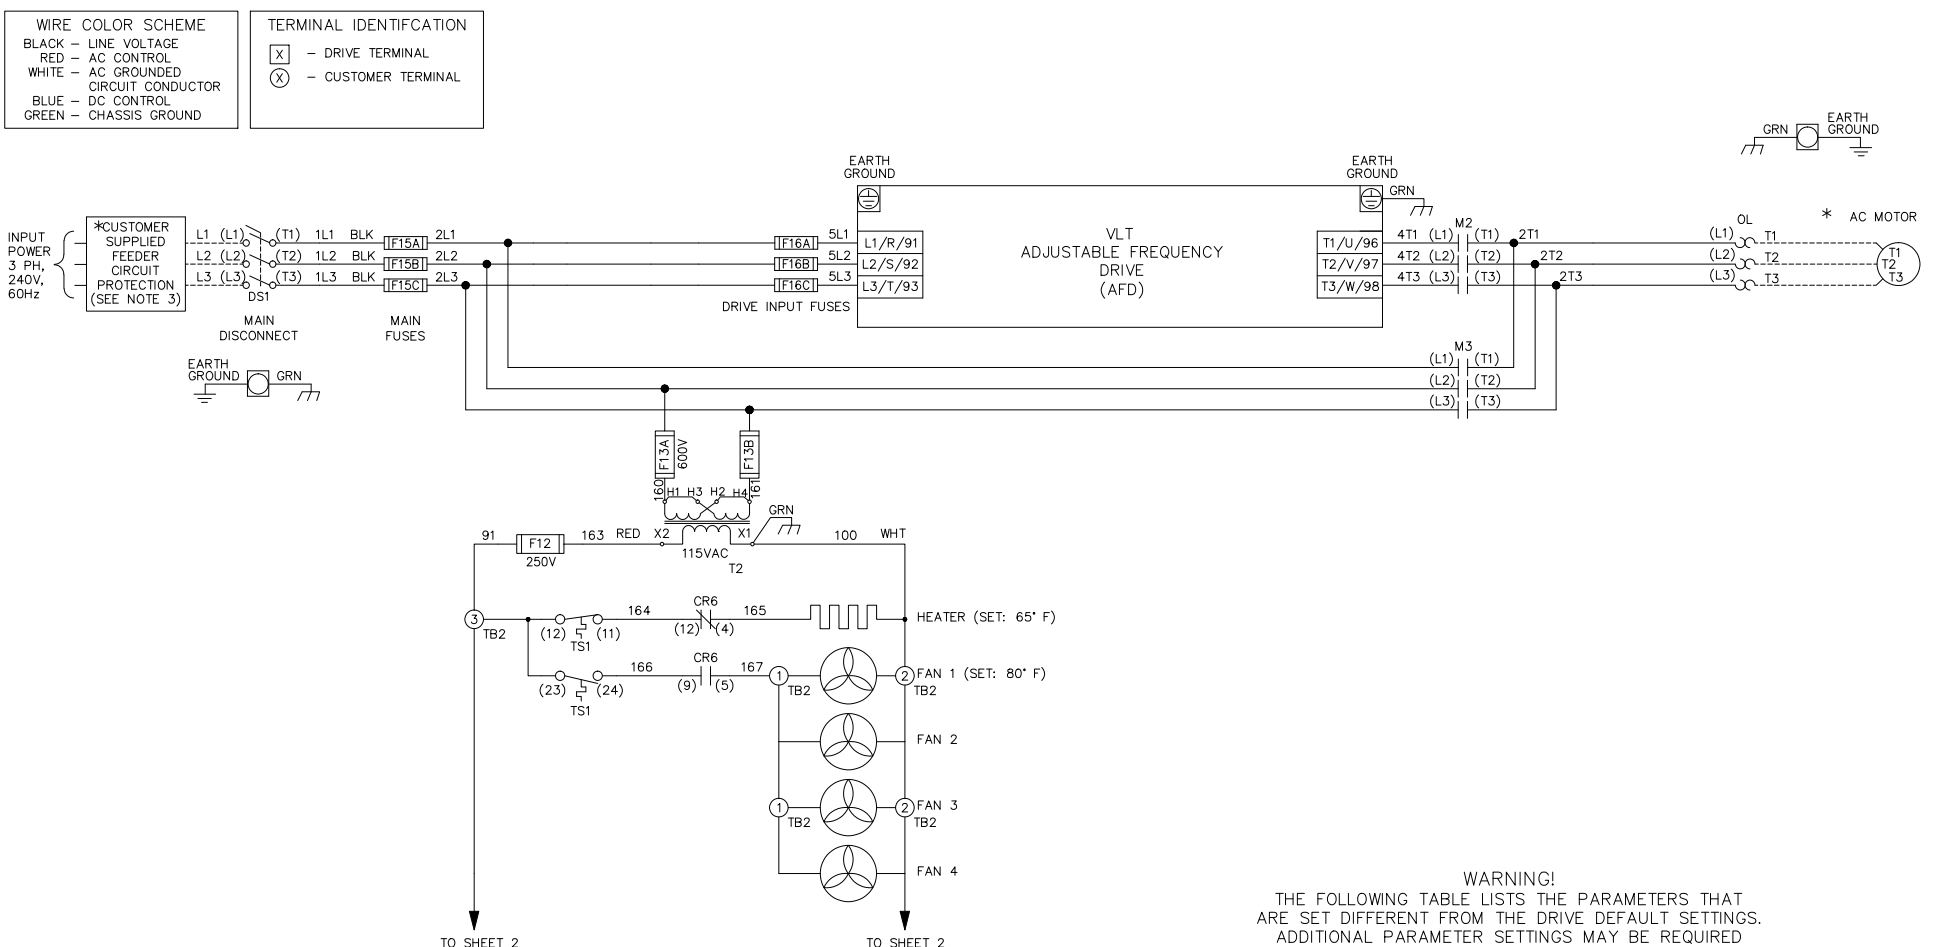 WIRE COLOR SCHEME
BLACK – LINE VOLTAGE
RED – AC CONTROL
WHITE – AC GROUNDED
CIRCUIT CONDUCTOR
BLUE – DC CONTROL
GREEN – CHASSIS GROUND
TERMINAL IDENTIFCATION
X – DRIVE TERMINAL
X – CUSTOMER TERMINAL
GRN
EARTH
GROUND
EARTH
GROUND
EARTH
GROUND
GRN
INPUT
POWER
3 PH,
240V,
60Hz
*CUSTOMER
SUPPLIED
FEEDER
CIRCUIT
PROTECTION
(SEE NOTE 3)
L1 (L1) (T1) 1L1 BLK F15A 2L1
L2 (L2) (T2) 1L2 BLK F15B 2L2
L3 (L3) (T3) 1L3 BLK F15C 2L3
DS1
MAIN
DISCONNECT
MAIN
FUSES
F16A 5L1 L1/R/91
F16B 5L2 L2/S/92
F16C 5L3 L3/T/93
DRIVE INPUT FUSES
VLT
ADJUSTABLE FREQUENCY
DRIVE
(AFD)
M2
T1/U/96 4T1 (L1) (T1) 2T1
T2/V/97 4T2 (L2) (T2) 2T2
T3/W/98 4T3 (L3) (T3) 2T3
OL
(L1) T1
(L2) T2
(L3) T3
* AC MOTOR
T1
T2
T3
EARTH
GROUND
GRN
M3
(L1) (T1)
(L2) (T2)
(L3) (T3)
F13A
600V
F13B
160
161
H1 H3 H2 H4
GRN
91 F12 163 RED X2 X1 100 WHT
250V
115VAC
T2
3
TB2
164 CR6 165
(12) (11) (12) (4)
TS1
HEATER (SET: 65° F)
166 CR6 167
(23) (24) (9) (5)
TS1
1
TB2
2
TB2
FAN 1 (SET: 80° F)
FAN 2
1
TB2
2
TB2
FAN 3
FAN 4
TO SHEET 2
TO SHEET 2
WARNING!
THE FOLLOWING TABLE LISTS THE PARAMETERS THAT
ARE SET DIFFERENT FROM THE DRIVE DEFAULT SETTINGS.
ADDITIONAL PARAMETER SETTINGS MAY BE REQUIRED